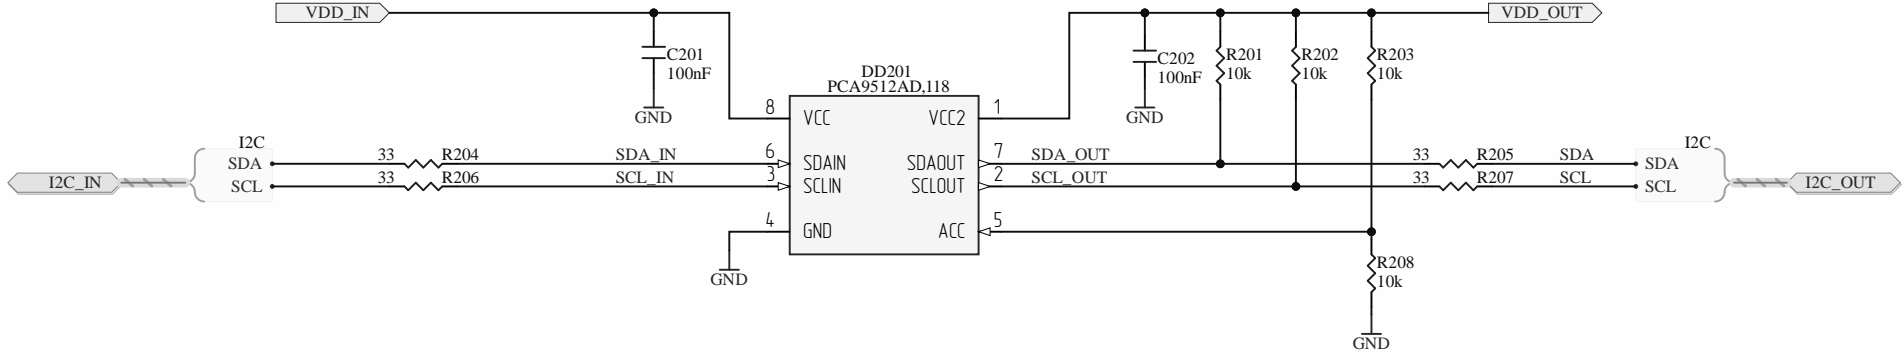 VDD_IN
VDD_OUT
C201
100nF
GND
C202
100nF
GND
R201
10k
R202
10k
R203
10k
DD201
PCA9512AD,118
8 VCC
VCC2 1
I2C
I2C
SDA
33 R204
SDA_IN
6 SDAIN
SDAOUT 7
SDA_OUT
33 R205
SDA
SDA
I2C_IN
SCL
33 R206
SCL_IN
3 SCLIN
SCLOUT 2
SCL_OUT
33 R207
SCL
SCL
I2C_OUT
4 GND
ACC 5
GND
R208
10k
GND